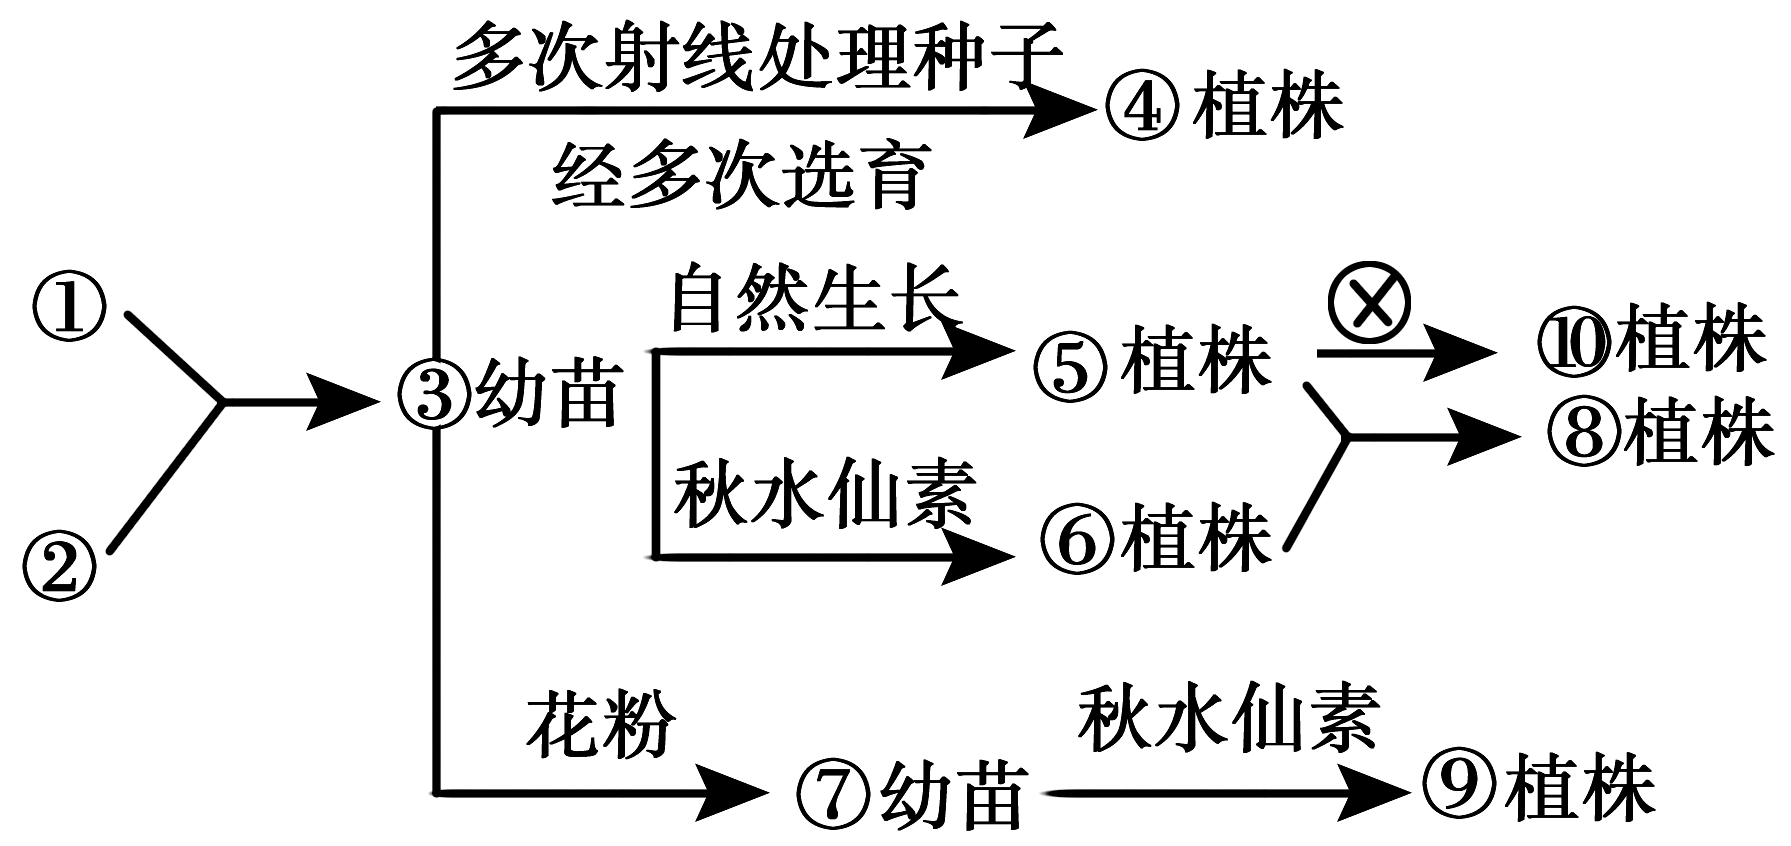 多次射线处理种子
④植株
经多次选育
①
自然生长
⑤植株
⑩植株
③幼苗
⑧植株
秋水仙素
②
⑥植株
花粉
秋水仙素
⑦幼苗
⑨植株